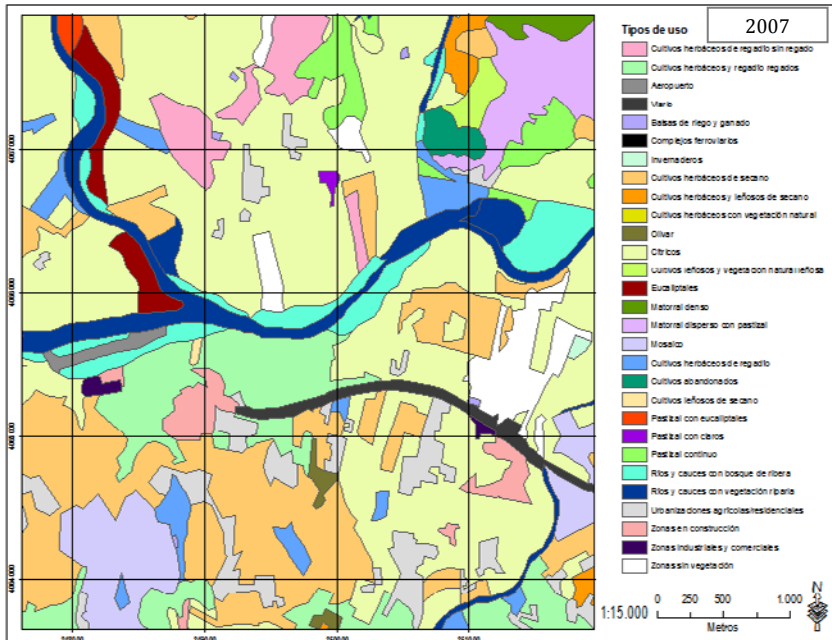 2007
Tipos de uso
Cultivos herbáceos de regadío sin regado
Cultivos herbáceos y regadío regados
Aeropuerto
Viario
Balsas de riego y ganado
Complejos ferroviarios
Invernaderos
Cultivos herbáceos de secano
Cultivos herbáceos y leñosos de secano
Cultivos herbáceos con vegetación natural
Olivar
Cítricos
Cultivos leñosos y vegetación natural leñosa
Eucaliptales
Matorral denso
Matorral disperso con pastizal
Mosaico
Cultivos herbáceos de regadío
Cultivos abandonados
Cultivos leñosos de secano
Pastizal con eucaliptales
Pastizal con claros
Pastizal continuo
Ríos y cauces con bosque de ribera
Ríos y cauces con vegetación riparia
Urbanizaciones agrícolas/residenciales
Zonas en construcción
Zonas industriales y comerciales
Zonas sin vegetación
4007000
4006000
4004000
1:15.000
0 250 500 1.000
Metros
N